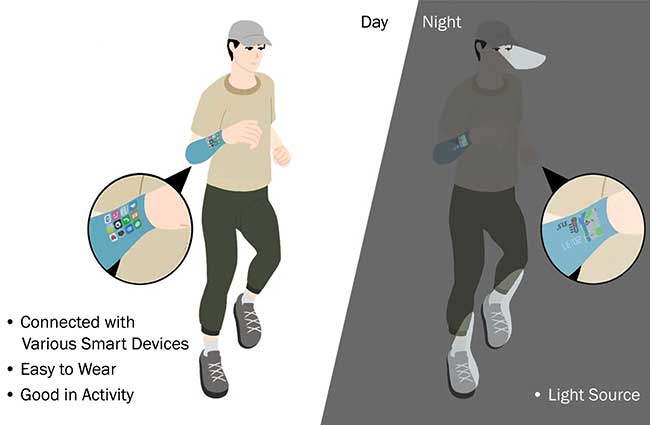 Day
Night
• Connected with
Various Smart Devices
• Easy to Wear
• Good in Activity
• Light Source